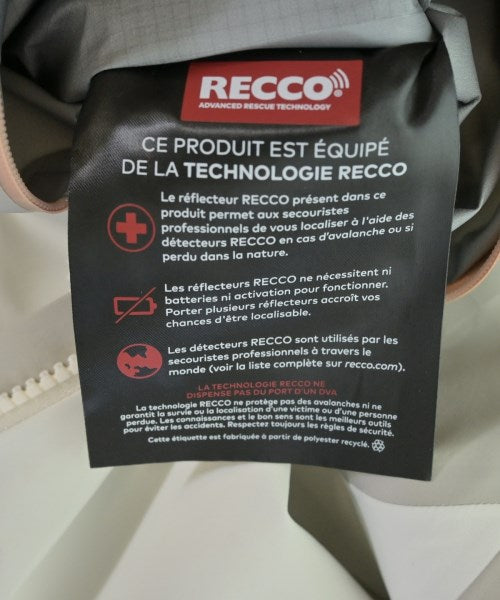 RECCO
ADVANCED RESCUE TECHNOLOGY
CE PRODUIT EST ÉQUIPÉ
DE LA TECHNOLOGIE RECCO
Le réflecteur RECCO présent dans ce
produit permet aux secouristes
professionnels de vous localiser à l'aide des
détecteurs RECCO en cas d'avalanche ou si
perdu dans la nature.
Les réflecteurs RECCO ne nécessitent ni
batteries ni activation pour fonctionner.
Porter plusieurs réflecteurs accroît vos
chances d'être localisable.
Les détecteurs RECCO sont utilisés par les
secouristes professionnels à travers le
monde (voir la liste complète sur recco.com).
LA TECHNOLOGIE RECCO NE
DISPENSE PAS DU PORT D'UN DVA
La technologie RECCO ne protège pas des avalanches ni ne
garantit la survie ou la localisation d'une victime ou d'une personne
perdue. Les connaissances et le bon sens sont les meilleurs outils
pour éviter les accidents. Respectez toujours les règles de sécurité.
Cette étiquette est fabriquée à partir de polyester recyclé.